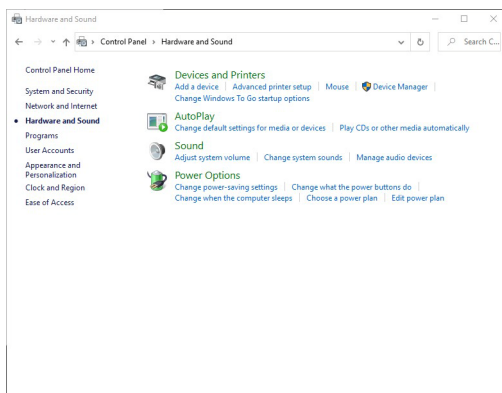 Hardware and Sound
Control Panel › Hardware and Sound
Search C...
Control Panel Home
System and Security
Network and Internet
Hardware and Sound
Programs
User Accounts
Appearance and
Personalization
Clock and Region
Ease of Access
Devices and Printers
Add a device | Advanced printer setup | Mouse | Device Manager |
Change Windows To Go startup options
AutoPlay
Change default settings for media or devices | Play CDs or other media automatically
Sound
Adjust system volume | Change system sounds | Manage audio devices
Power Options
Change power-saving settings | Change what the power buttons do |
Change when the computer sleeps | Choose a power plan | Edit power plan